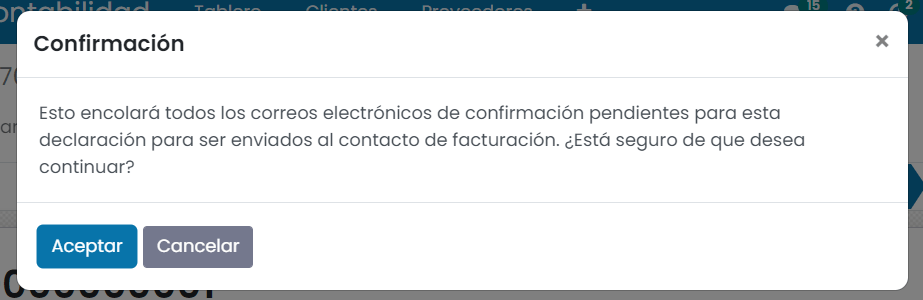 Contabilidad Tablero Clientes Proveedores + 15 2
Confirmación ×
Esto encolará todos los correos electrónicos de confirmación pendientes para esta
declaración para ser enviados al contacto de facturación. ¿Está seguro de que desea
continuar?
Aceptar Cancelar